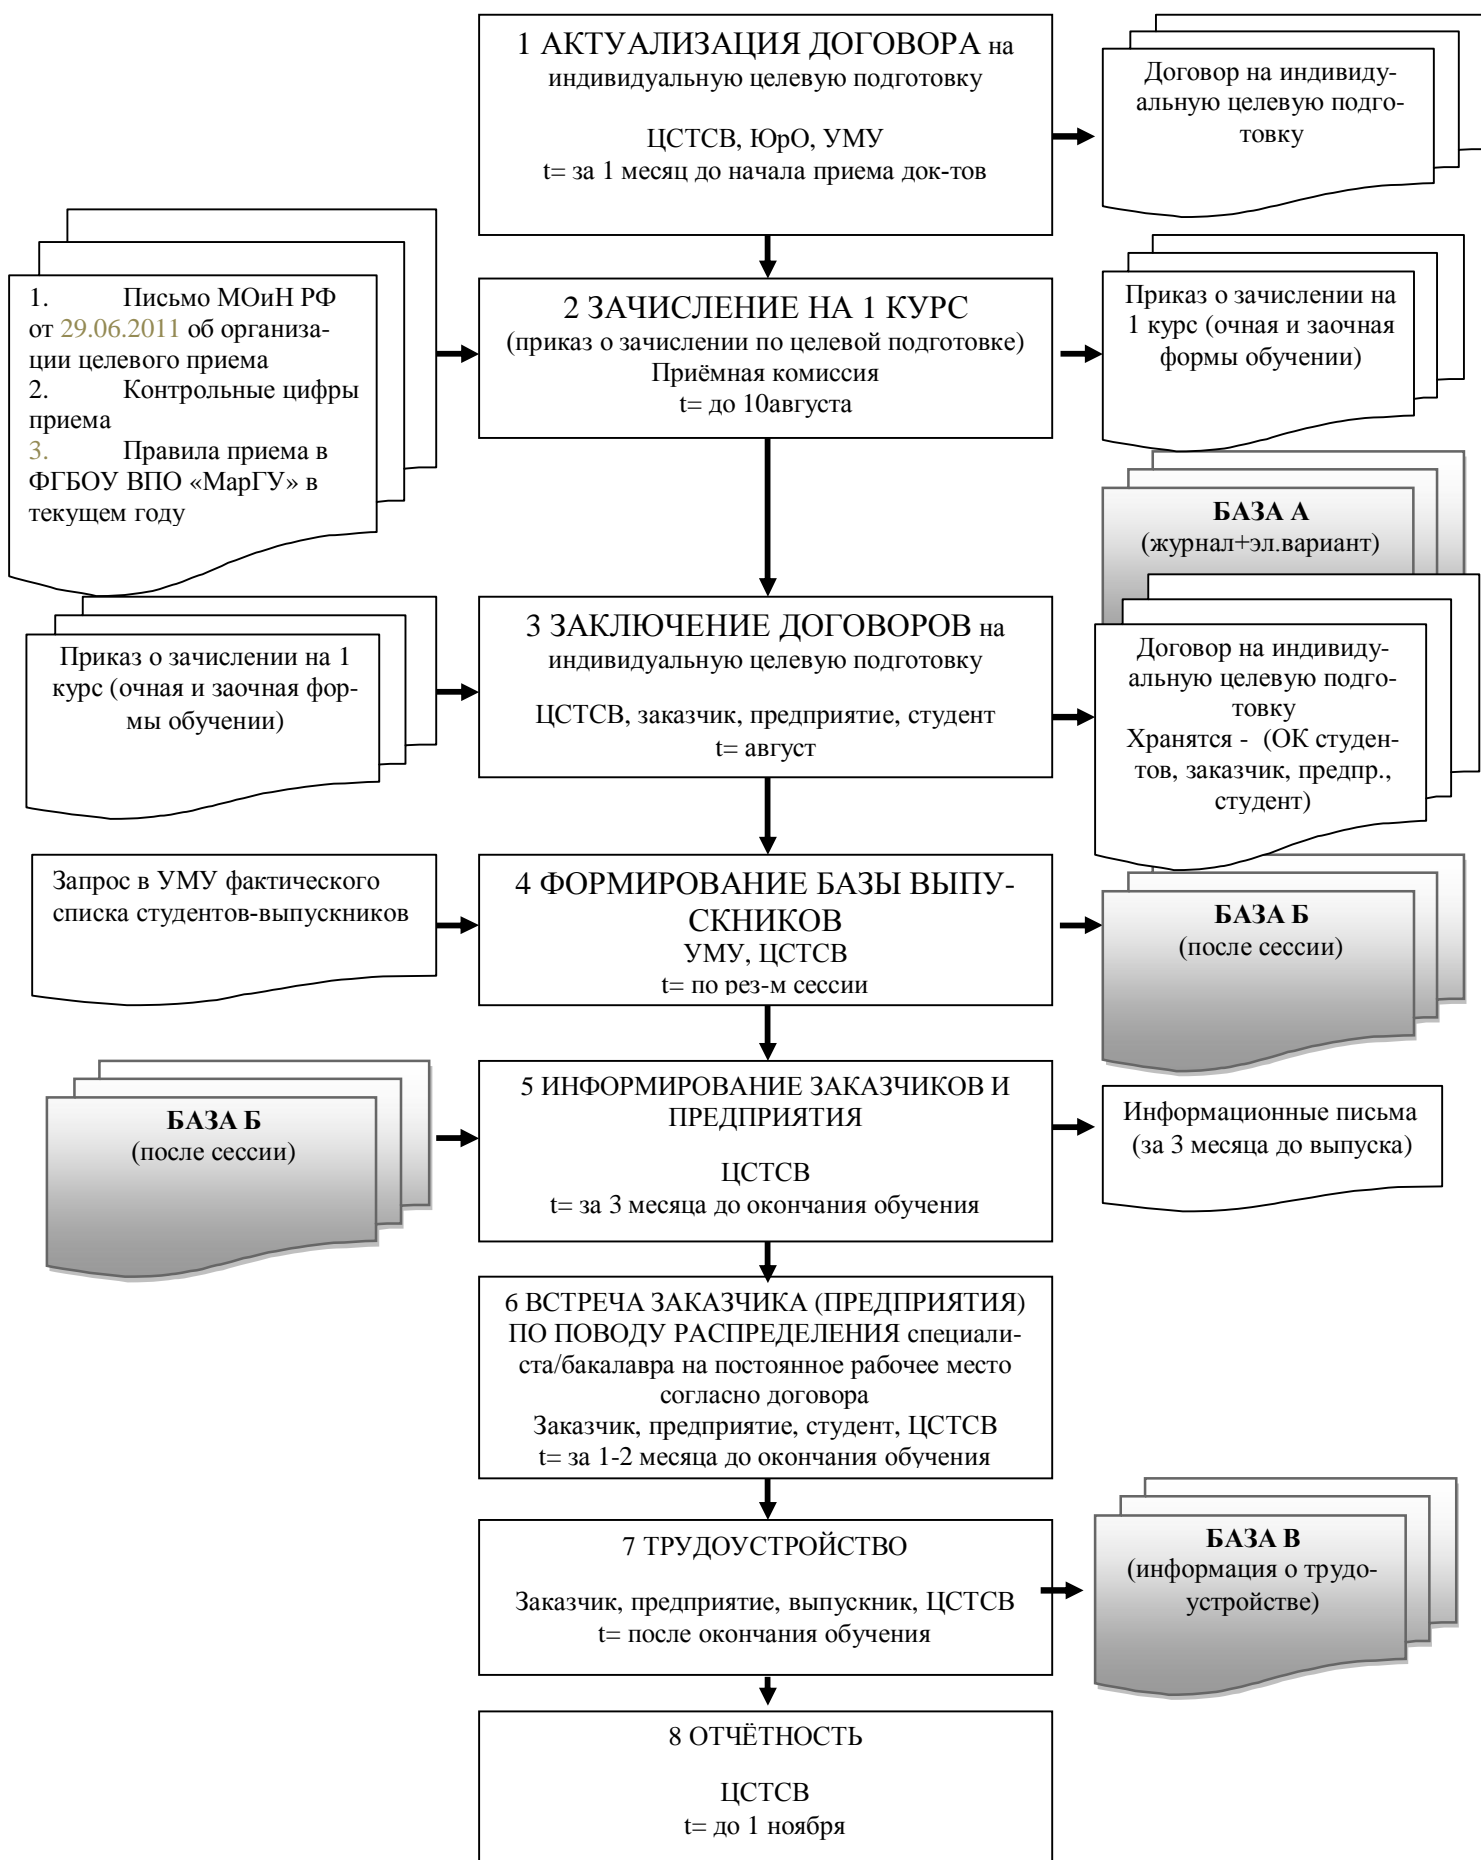 1 АКТУАЛИЗАЦИЯ ДОГОВОРА на
индивидуальную целевую подготовку
ЦСТСВ, ЮрО, УМУ
t= за 1 месяц до начала приема док-тов
Договор на индивиду-
альную целевую подго-
товку
1. Письмо МОиН РФ
от 29.06.2011 об организа-
ции целевого приема
2. Контрольные цифры
приема
3. Правила приема в
ФГБОУ ВПО «МарГУ» в
текущем году
2 ЗАЧИСЛЕНИЕ НА 1 КУРС
(приказ о зачислении по целевой подготовке)
Приёмная комиссия
t= до 10августа
Приказ о зачислении на
1 курс (очная и заочная
формы обучении)
БАЗА А
(журнал+эл.вариант)
Приказ о зачислении на 1
курс (очная и заочная фор-
мы обучении)
3 ЗАКЛЮЧЕНИЕ ДОГОВОРОВ на
индивидуальную целевую подготовку
ЦСТСВ, заказчик, предприятие, студент
t= август
Договор на индивиду-
альную целевую подго-
товку
Хранятся - (ОК студен-
тов, заказчик, предпр.,
студент)
Запрос в УМУ фактического
списка студентов-выпускников
4 ФОРМИРОВАНИЕ БАЗЫ ВЫПУ-
СКНИКОВ
УМУ, ЦСТСВ
t= по рез-м сессии
БАЗА Б
(после сессии)
БАЗА Б
(после сессии)
5 ИНФОРМИРОВАНИЕ ЗАКАЗЧИКОВ И
ПРЕДПРИЯТИЯ
ЦСТСВ
t= за 3 месяца до окончания обучения
Информационные письма
(за 3 месяца до выпуска)
6 ВСТРЕЧА ЗАКАЗЧИКА (ПРЕДПРИЯТИЯ)
ПО ПОВОДУ РАСПРЕДЕЛЕНИЯ специали-
ста/бакалавра на постоянное рабочее место
согласно договора
Заказчик, предприятие, студент, ЦСТСВ
t= за 1-2 месяца до окончания обучения
7 ТРУДОУСТРОЙСТВО
Заказчик, предприятие, выпускник, ЦСТСВ
t= после окончания обучения
БАЗА В
(информация о трудо-
устройстве)
8 ОТЧЁТНОСТЬ
ЦСТСВ
t= до 1 ноября